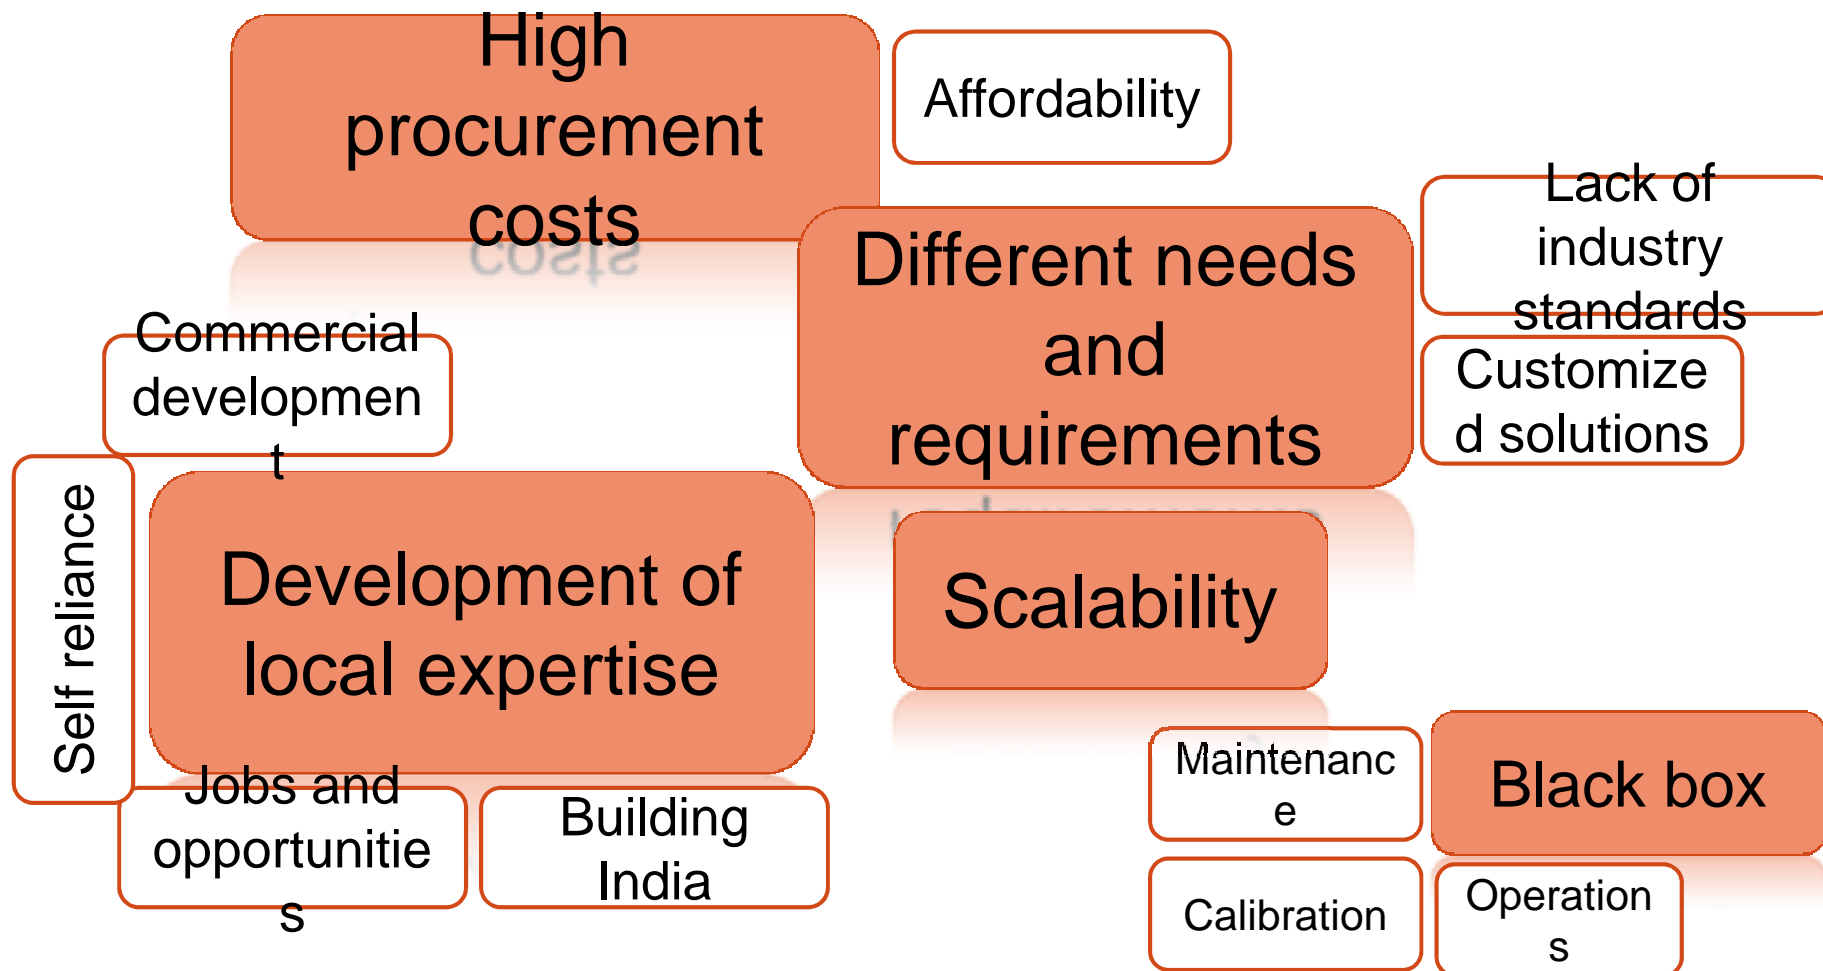 High
procurement
costs
Affordability
Different needs
and
requirements
Lack of
industry
standards
Customize
d solutions
Commercial
developmen
t
Self reliance
Development of
local expertise
Jobs and
opportunitie
s
Building
India
Scalability
Maintenanc
e
Black box
Calibration
Operation
s